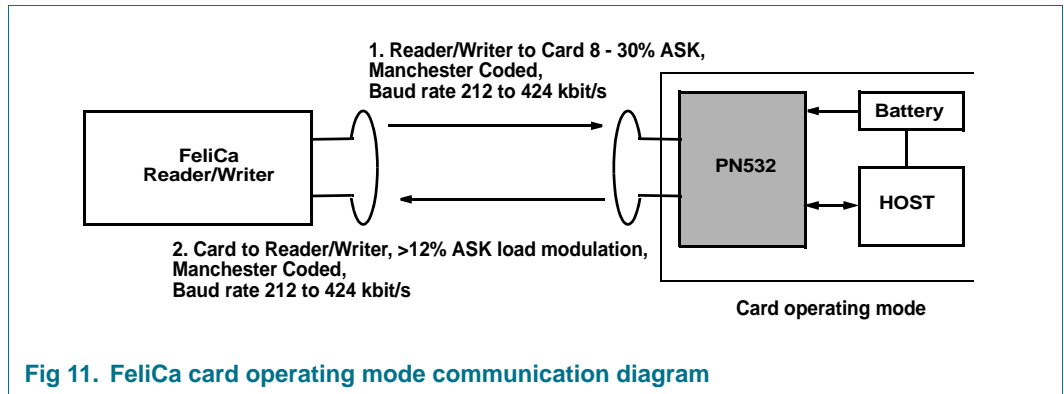 1. Reader/Writer to Card 8 - 30% ASK,
Manchester Coded,
Baud rate 212 to 424 kbit/s
FeliCa
Reader/Writer
PN532
Battery
HOST
2. Card to Reader/Writer, >12% ASK load modulation,
Manchester Coded,
Baud rate 212 to 424 kbit/s
Card operating mode
Fig 11. FeliCa card operating mode communication diagram